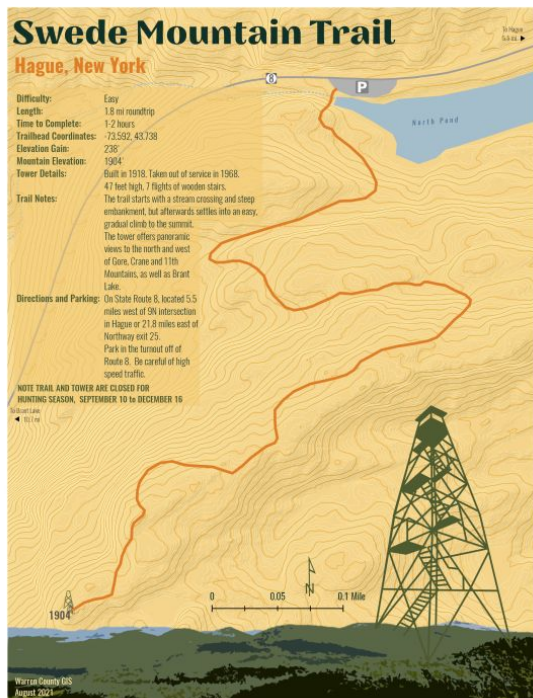 Swede Mountain Trail
Hague, New York
To Hague
8
P
North Pond
Difficulty: Easy
Length: 1.8 mi roundtrip
Time to Complete: 1-2 hours
Trailhead Coordinates: -73.592, 43.738
Elevation Gain: 238'
Mountain Elevation: 1904'
Tower Details: Built in 1918. Taken out of service in 1968.
47 feet high, 7 flights of wooden stairs.
Trail Notes: The trail starts with a stream crossing and steep
embankment, but afterwards settles into an easy,
gradual climb to the summit.
The tower offers panoramic
views to the north and west
of Gore, Crane and 11th
Mountains, as well as Brant
Lake.
Directions and Parking: On State Route 8, located 5.5
miles west of 9N intersection
in Hague or 21.8 miles east of
Northway exit 25.
Park in the turnout off of
Route 8. Be careful of high
speed traffic.
NOTE TRAIL AND TOWER ARE CLOSED FOR
HUNTING SEASON, SEPTEMBER 10 to DECEMBER 16
To Brant Lake
N
0 0.05 0.1 Mile
1904'
Warren County GIS
August 2021